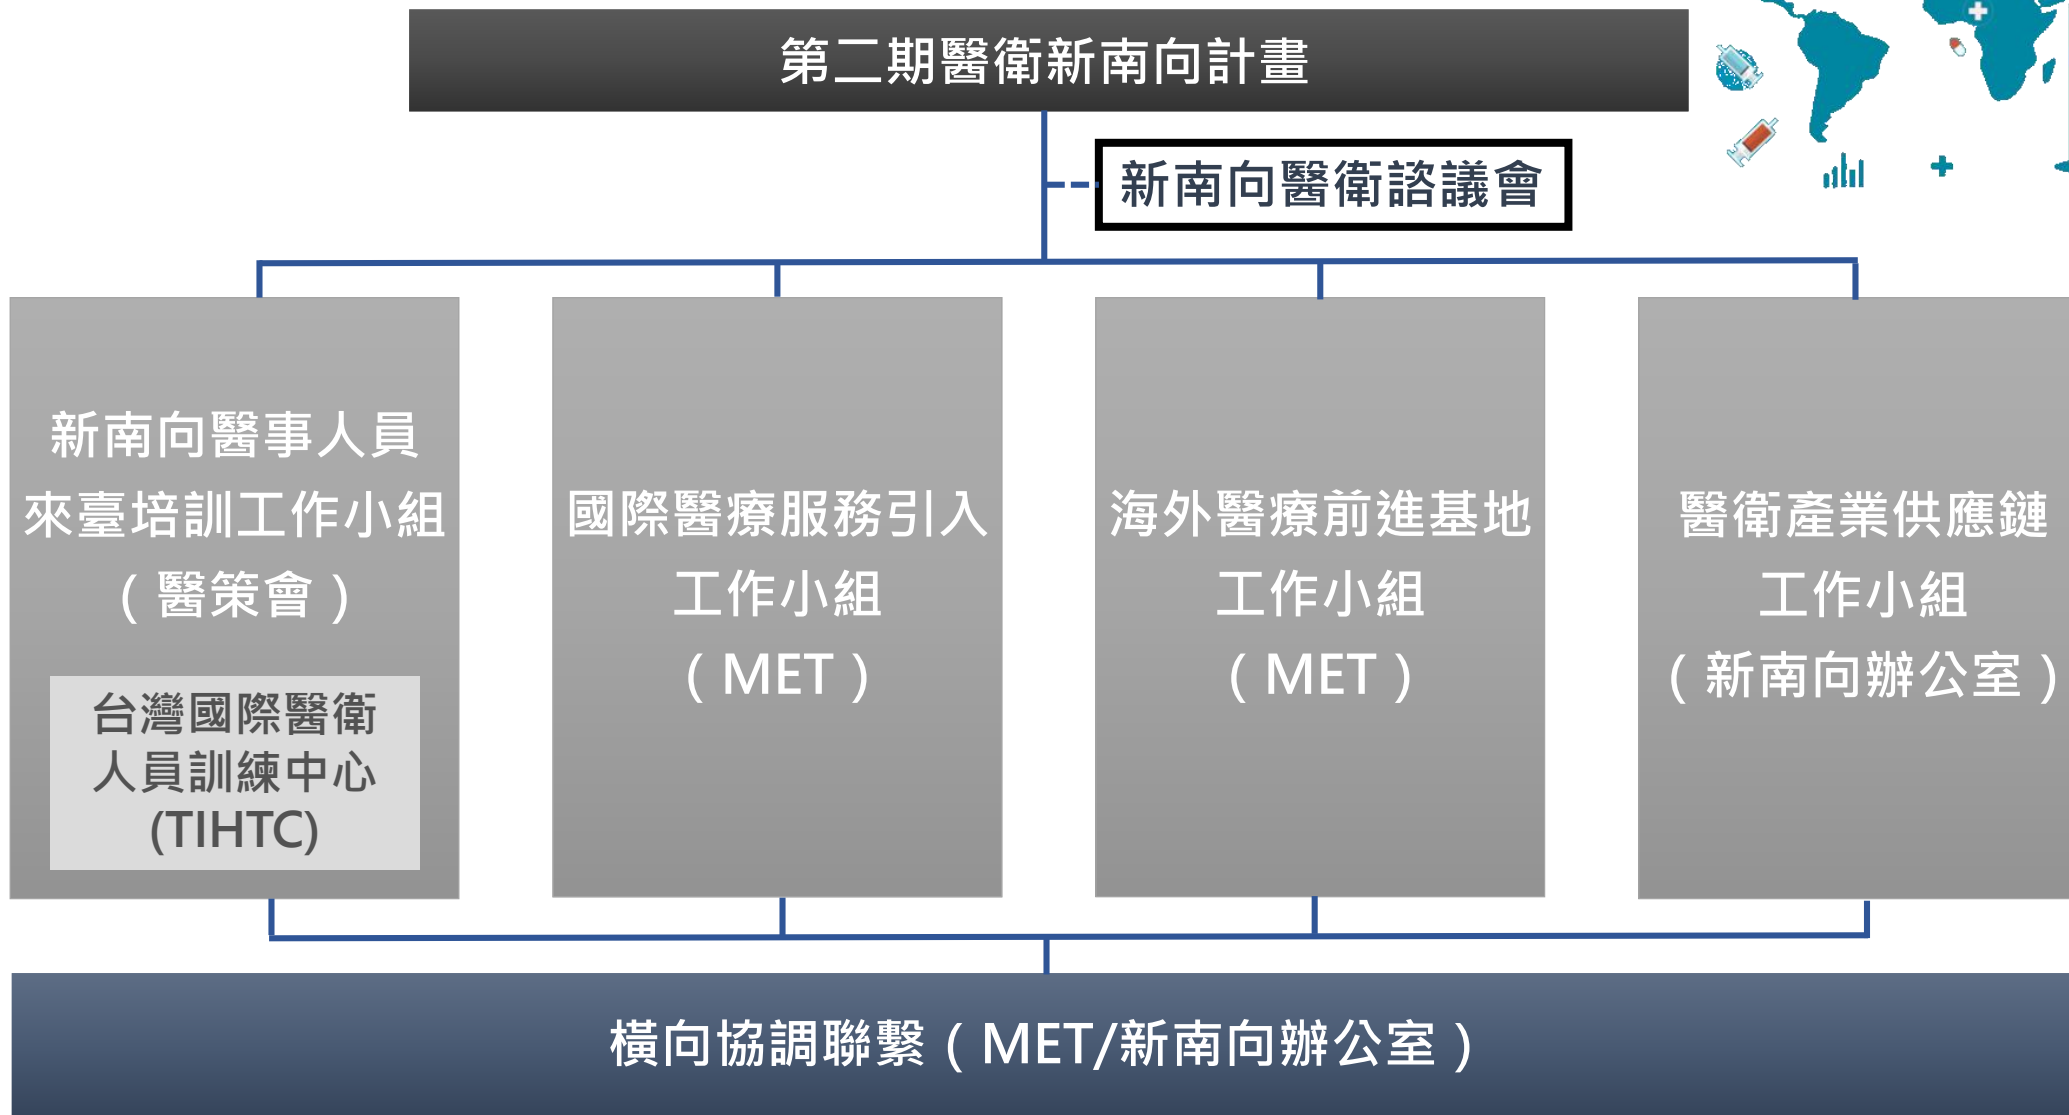 第二期醫衛新南向計畫
新南向醫衛諮議會
新南向醫事人員
來臺培訓工作小組
（醫策會）
台灣國際醫衛
人員訓練中心
(TIHTC)
國際醫療服務引入
工作小組
（MET）
海外醫療前進基地
工作小組
（MET）
醫衛產業供應鏈
工作小組
（新南向辦公室）
橫向協調聯繫（MET/新南向辦公室）